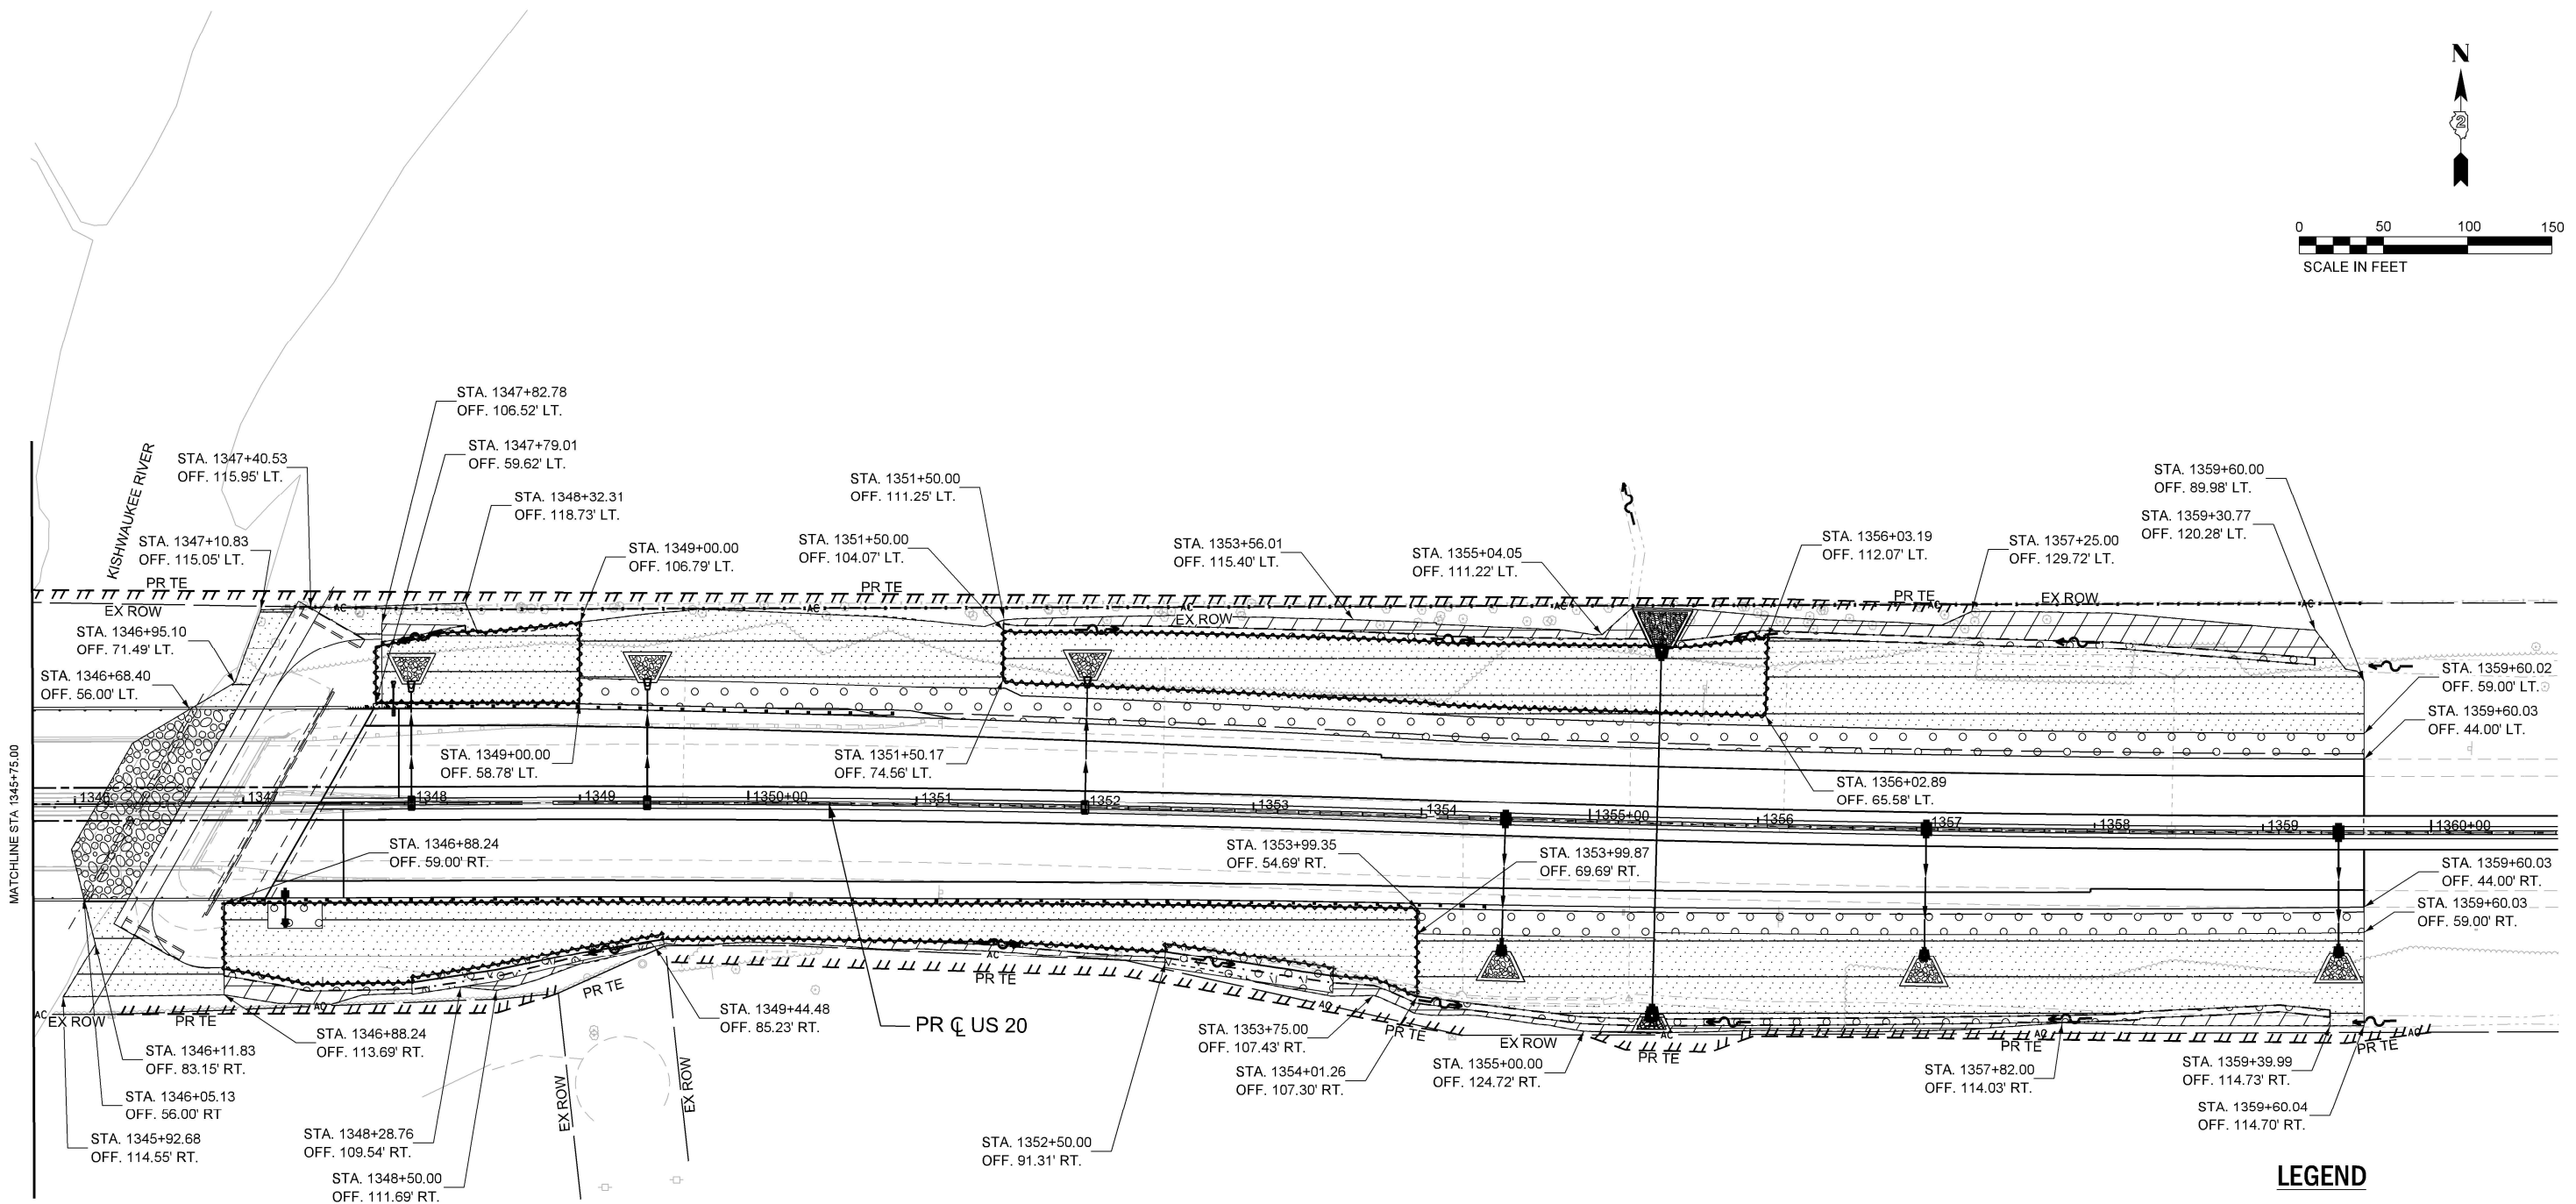 N
2
0 50 100 150
SCALE IN FEET
STA. 1347+82.78
OFF. 106.52' LT.
STA. 1347+79.01
OFF. 59.62' LT.
STA. 1347+40.53
OFF. 115.95' LT.
STA. 1348+32.31
OFF. 118.73' LT.
STA. 1347+10.83
OFF. 115.05' LT.
KISHWAUKEE RIVER
STA. 1349+00.00
OFF. 106.79' LT.
STA. 1351+50.00
OFF. 111.25' LT.
STA. 1351+50.00
OFF. 104.07' LT.
STA. 1353+56.01
OFF. 115.40' LT.
STA. 1355+04.05
OFF. 111.22' LT.
STA. 1356+03.19
OFF. 112.07' LT.
STA. 1357+25.00
OFF. 129.72' LT.
STA. 1359+60.00
OFF. 89.98' LT.
STA. 1359+30.77
OFF. 120.28' LT.
PR TE
PR TE
PR TE
EX ROW
EX ROW
EX ROW
AC
AC
AC
AC
AC
AC
STA. 1346+95.10
OFF. 71.49' LT.
STA. 1346+68.40
OFF. 56.00' LT.
STA. 1359+60.02
OFF. 59.00' LT.
STA. 1359+60.03
OFF. 44.00' LT.
STA. 1349+00.00
OFF. 58.78' LT.
STA. 1351+50.17
OFF. 74.56' LT.
STA. 1356+02.89
OFF. 65.58' LT.
MATCHLINE STA 1345+75.00
1346 1347 1348 1349 1350+00 1351 1352 1353 1354 1355+00 1356 1357 1358 1359 1360+00
STA. 1346+88.24
OFF. 59.00' RT.
STA. 1353+99.35
OFF. 54.69' RT.
STA. 1353+99.87
OFF. 69.69' RT.
STA. 1359+60.03
OFF. 44.00' RT.
STA. 1359+60.03
OFF. 59.00' RT.
AC
EX ROW
PR TE
AC
PR TE
AC
PR TE
AC
PR TE
EX ROW
AC
PR TE
AC
PR TE
AC
PR TE
STA. 1346+88.24
OFF. 113.69' RT.
STA. 1349+44.48
OFF. 85.23' RT.
PR CL US 20
STA. 1353+75.00
OFF. 107.43' RT.
STA. 1354+01.26
OFF. 107.30' RT.
STA. 1355+00.00
OFF. 124.72' RT.
STA. 1357+82.00
OFF. 114.03' RT.
STA. 1359+39.99
OFF. 114.73' RT.
STA. 1359+60.04
OFF. 114.70' RT.
STA. 1346+11.83
OFF. 83.15' RT.
STA. 1346+05.13
OFF. 56.00' RT
STA. 1345+92.68
OFF. 114.55' RT.
STA. 1348+28.76
OFF. 109.54' RT.
STA. 1348+50.00
OFF. 111.69' RT.
EX ROW
EX ROW
STA. 1352+50.00
OFF. 91.31' RT.
LEGEND